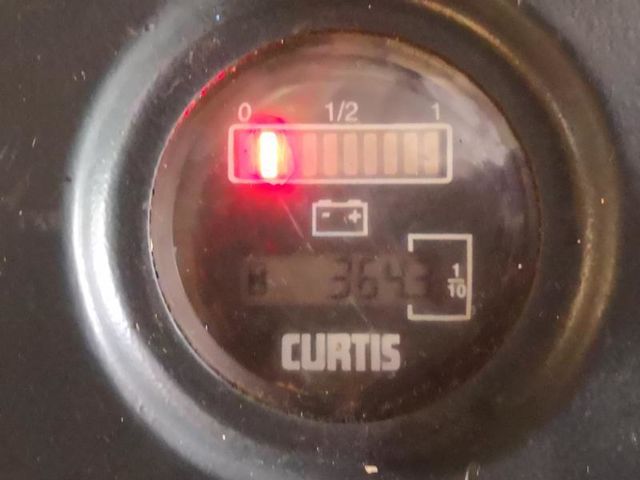 0 1/2 1
- +
H 3643 1/10
CURTIS